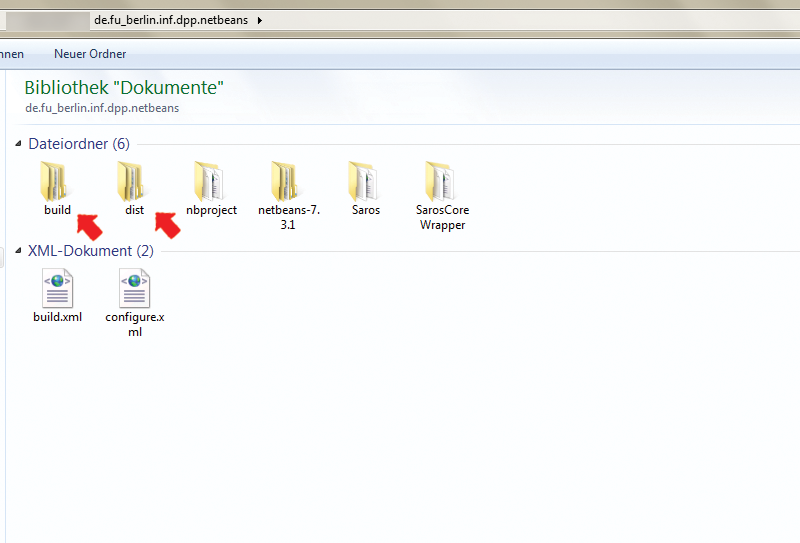 de.fu_berlin.inf.dpp.netbeans
nnen Neuer Ordner
Bibliothek "Dokumente"
de.fu_berlin.inf.dpp.netbeans
Dateiordner (6)
build dist nbproject netbeans-7. Saros SarosCore
3.1 Wrapper
XML-Dokument (2)
build.xml configure.x
ml